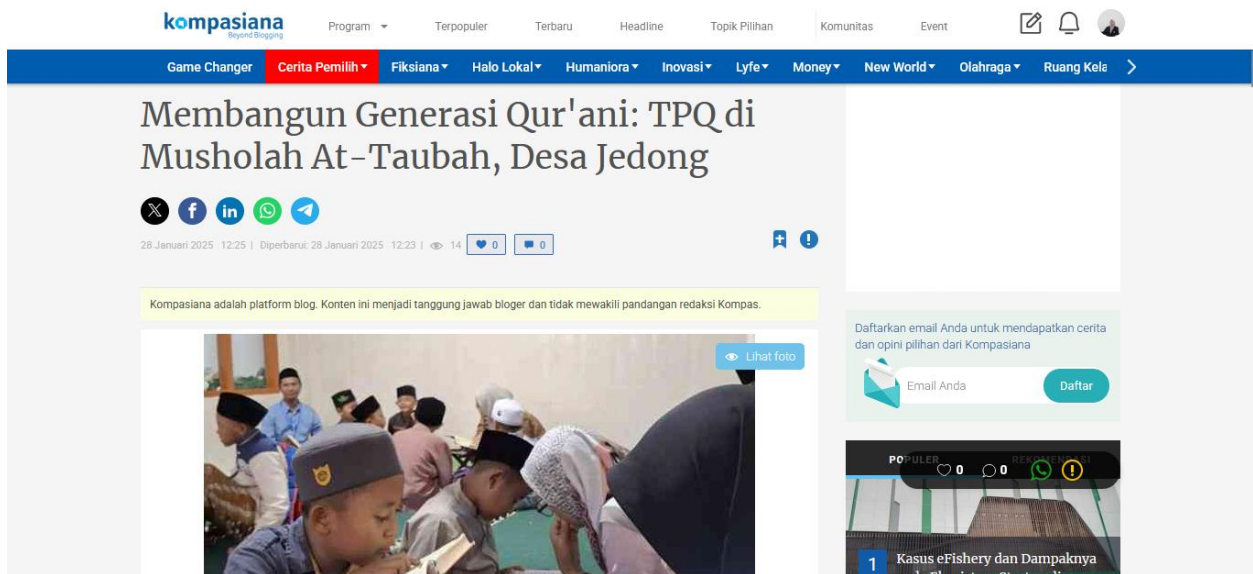 kompasiana
Beyond Blogging
Program
Terpopuler
Terbaru
Headline
Topik Pilihan
Komunitas
Event
Game Changer
Cerita Pemilih
Fiksiana
Halo Lokal
Humaniora
Inovasi
Lyfe
Money
New World
Olahraga
Ruang Kela
Membangun Generasi Qur'ani: TPQ di
Musholah At-Taubah, Desa Jedong
28 Januari 2025 12:25 | Diperbarui: 28 Januari 2025 12:23 | 14 0 0
Kompasiana adalah platform blog. Konten ini menjadi tanggung jawab bloger dan tidak mewakili pandangan redaksi Kompas.
Lihat foto
Daftarkan email Anda untuk mendapatkan cerita
dan opini pilihan dari Kompasiana
Email Anda
Daftar
POPULER
REKOMENDASI
0 0
1
Kasus eFishery dan Dampaknya